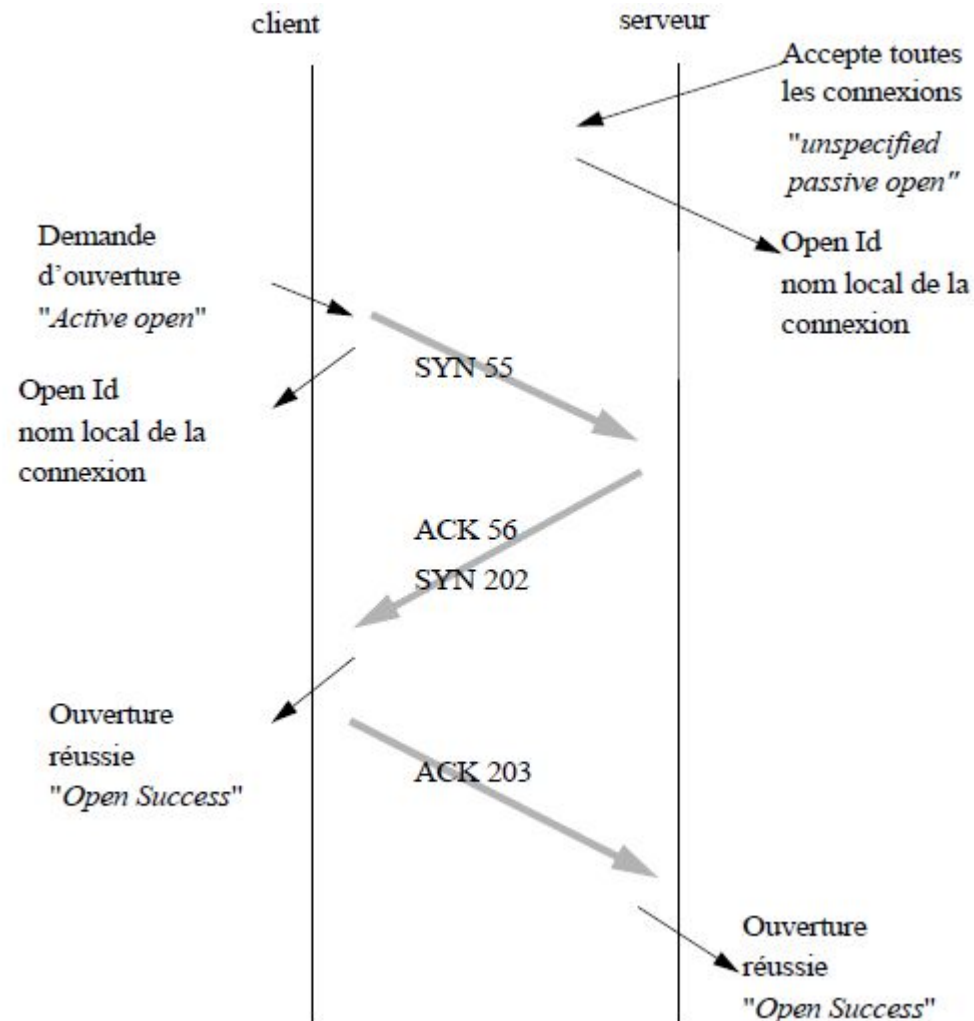 client
serveur
Accepte toutes
les connexions
"unspecified
passive open"
Open Id
nom local de la
connexion
Demande
d'ouverture
"Active open"
Open Id
nom local de la
connexion
SYN 55
ACK 56
SYN 202
Ouverture
réussie
"Open Success"
ACK 203
Ouverture
réussie
"Open Success"